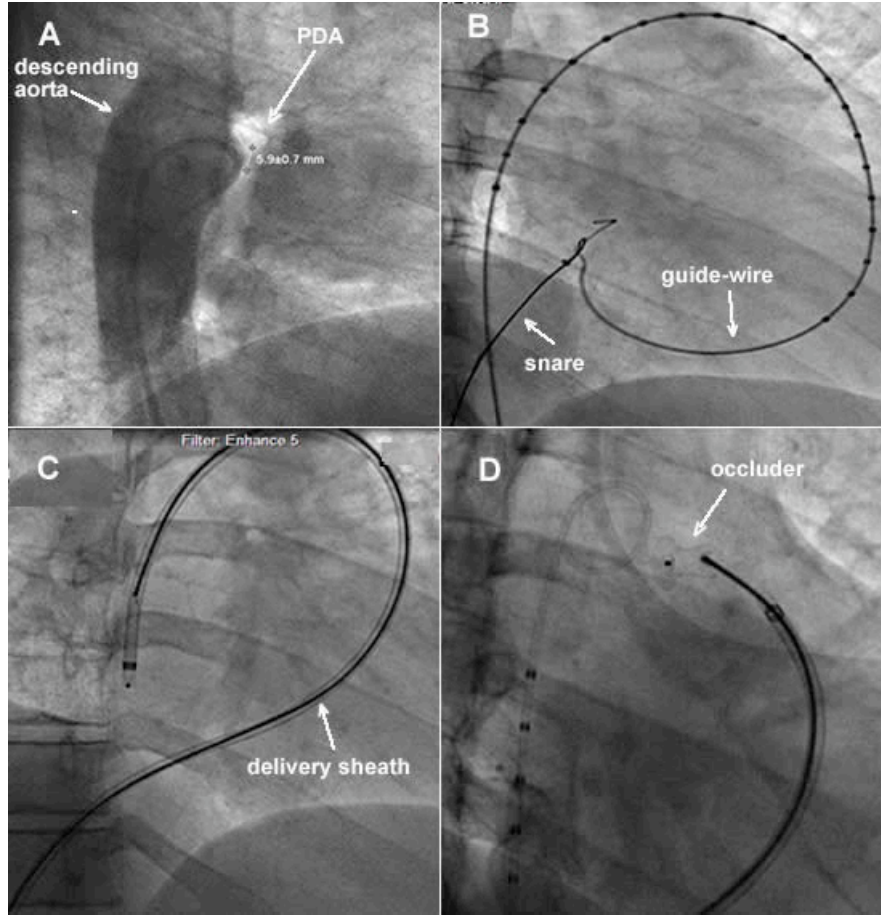 A
PDA
descending
aorta
5.9±0.7 mm
B
guide-wire
snare
Filter: Enhance 5
C
delivery sheath
D
occluder